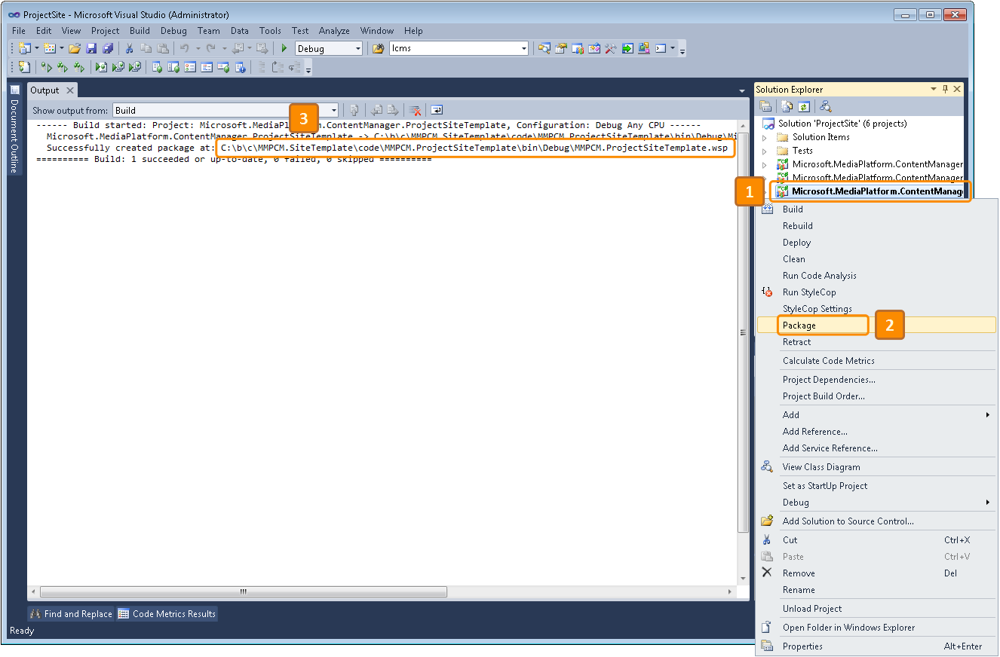 ProjectSite - Microsoft Visual Studio (Administrator)
File Edit View Project Build Debug Team Data Tools Test Analyze Window Help
Debug lcms
Document Outline
Output
Show output from: Build
3
------ Build started: Project: Microsoft.MediaPl .ContentManager.ProjectSiteTemplate, Configuration: Debug Any CPU ------
Microsoft.MediaPlatform.ContentManager.ProjectSiteTemplate -> C:\b\c\MMPCM.SiteTemplate\code\MMPCM.ProjectSiteTemplate\bin\Debug\Mi
Successfully created package at: C:\b\c\MMPCM.SiteTemplate\code\MMPCM.ProjectSiteTemplate\bin\Debug\MMPCM.ProjectSiteTemplate.wsp
========== Build: 1 succeeded or up-to-date, 0 failed, 0 skipped ==========
Find and Replace
Code Metrics Results
Ready
Solution Explorer
Solution 'ProjectSite' (6 projects)
Solution Items
Tests
Microsoft.MediaPlatform.ContentManager
Microsoft.MediaPlatform.ContentManager
1
Microsoft.MediaPlatform.ContentManag
Build
Rebuild
Deploy
Clean
Run Code Analysis
Run StyleCop
StyleCop Settings
Package
2
Retract
Calculate Code Metrics
Project Dependencies...
Project Build Order...
Add
Add Reference...
Add Service Reference...
View Class Diagram
Set as StartUp Project
Debug
Add Solution to Source Control...
Cut Ctrl+X
Paste Ctrl+V
Remove Del
Rename
Unload Project
Open Folder in Windows Explorer
Properties Alt+Enter